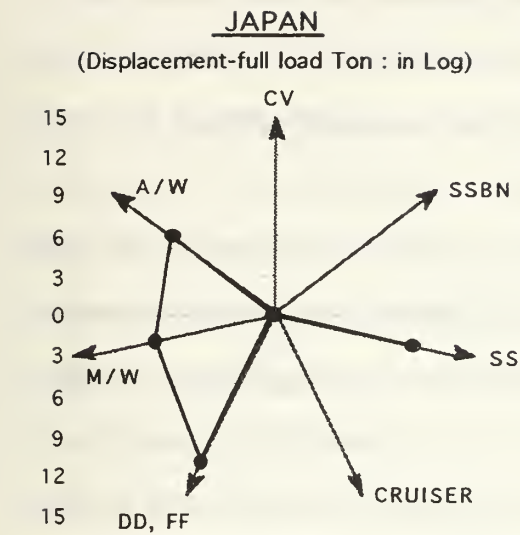 JAPAN
(Displacement-full load Ton : in Log)
CV
15
12
9
6
3
0
3
6
9
12
15
A/W
SSBN
M/W
SS
DD, FF
CRUISER